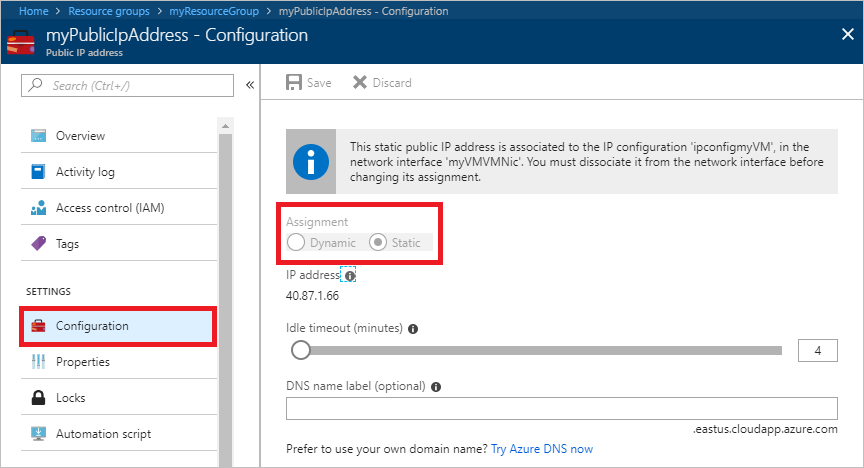 Home > Resource groups > myResourceGroup > myPublicIpAddress - Configuration
myPublicIpAddress - Configuration
Public IP address
Search (Ctrl+/)
Overview
Activity log
Access control (IAM)
Tags
SETTINGS
Configuration
Properties
Locks
Automation script
Save Discard
This static public IP address is associated to the IP configuration 'ipconfigmyVM', in the
network interface 'myVMVMNic'. You must dissociate it from the network interface before
changing its assignment.
Assignment
Dynamic Static
IP address
40.87.1.66
Idle timeout (minutes)
4
DNS name label (optional)
.eastus.cloudapp.azure.com
Prefer to use your own domain name? Try Azure DNS now